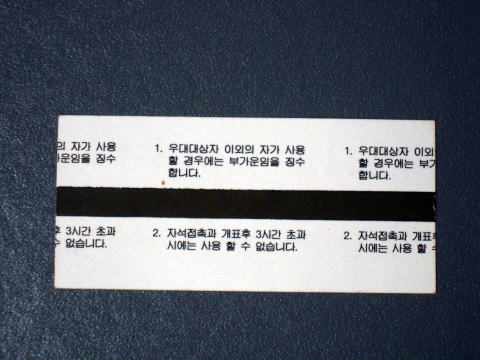 의 자가 사용
가운임을 징수
1. 우대대상자 이외의 자가 사용
할 경우에는 부가운임을 징수
합니다.
1. 우대대상자 이외
할 경우에는 부가
합니다.
후 3시간 초과
수 없습니다.
2. 자석접촉과 개표후 3시간 초과
시에는 사용 할 수 없습니다.
2. 자석접촉과 개표후
시에는 사용 할 수